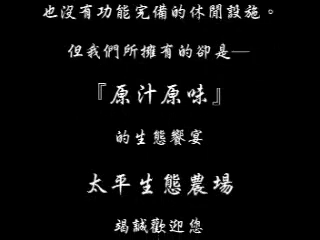 也沒有功能完備的休閒設施。
但我們所擁有的卻是—
『原汁原味』
的生態饗宴
太平生態農場
竭誠歡迎您